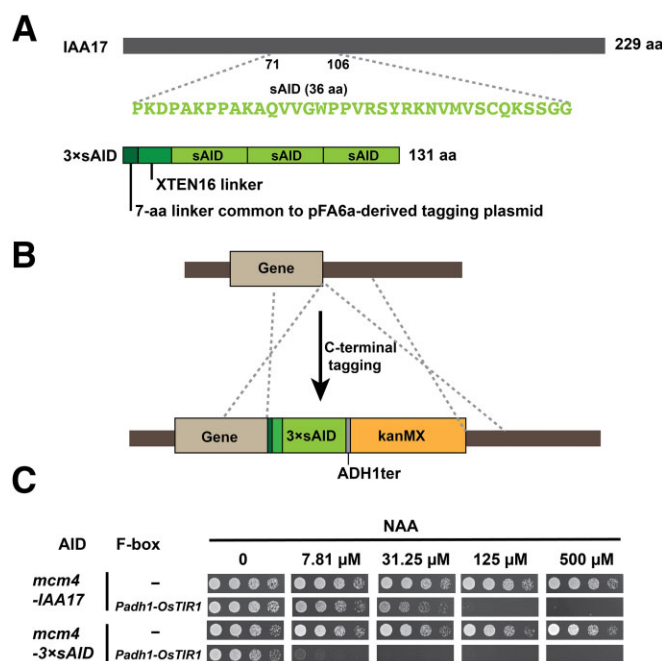 A
IAA17
229 aa
71 106
sAID (36 aa)
PKDPAKPPAKAQVVGWPPVRSYRKNVMVSCQKSSGG
3×sAID sAID sAID sAID 131 aa
XTEN16 linker
7-aa linker common to pFA6a-derived tagging plasmid
B
Gene
C-terminal
tagging
Gene 3×sAID kanMX
ADH1ter
C
NAA
AID F-box
0 7.81 μM 31.25 μM 125 μM 500 μM
mcm4 –
-IAA17 Padh1-OsTIR1
mcm4 –
-3×sAID Padh1-OsTIR1